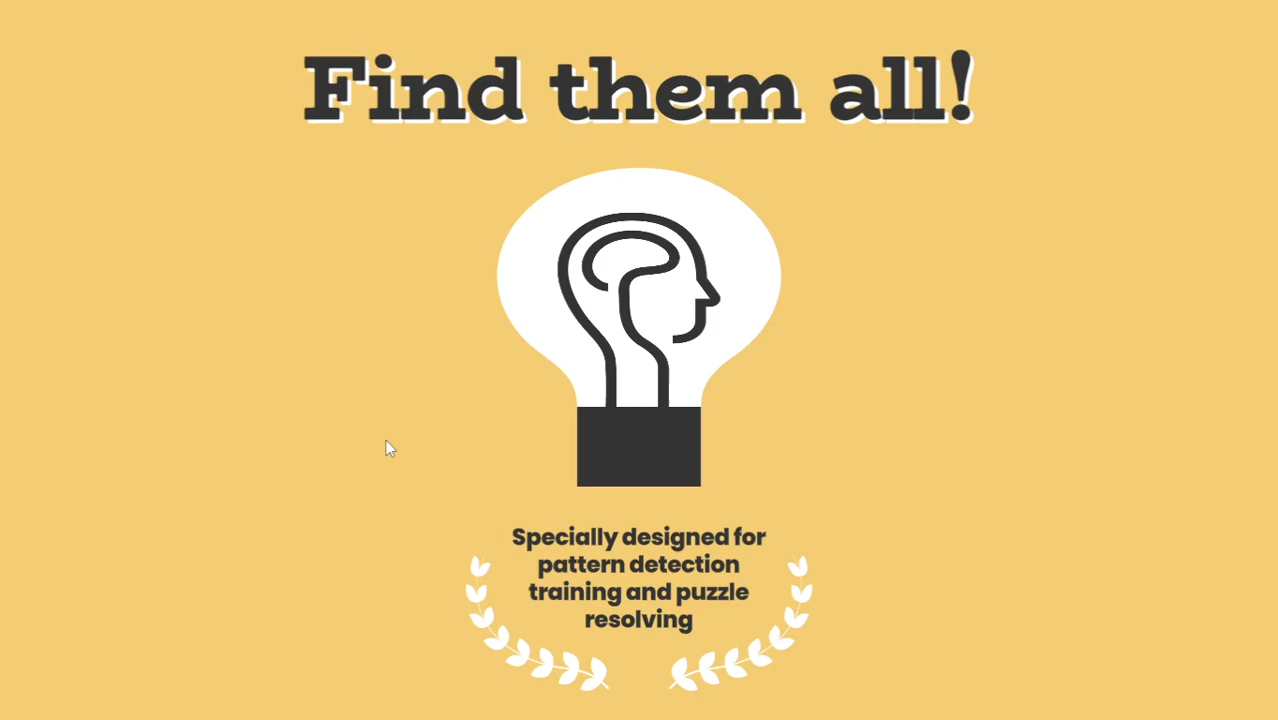 Find them all!
Specially designed for
pattern detection
training and puzzle
resolving